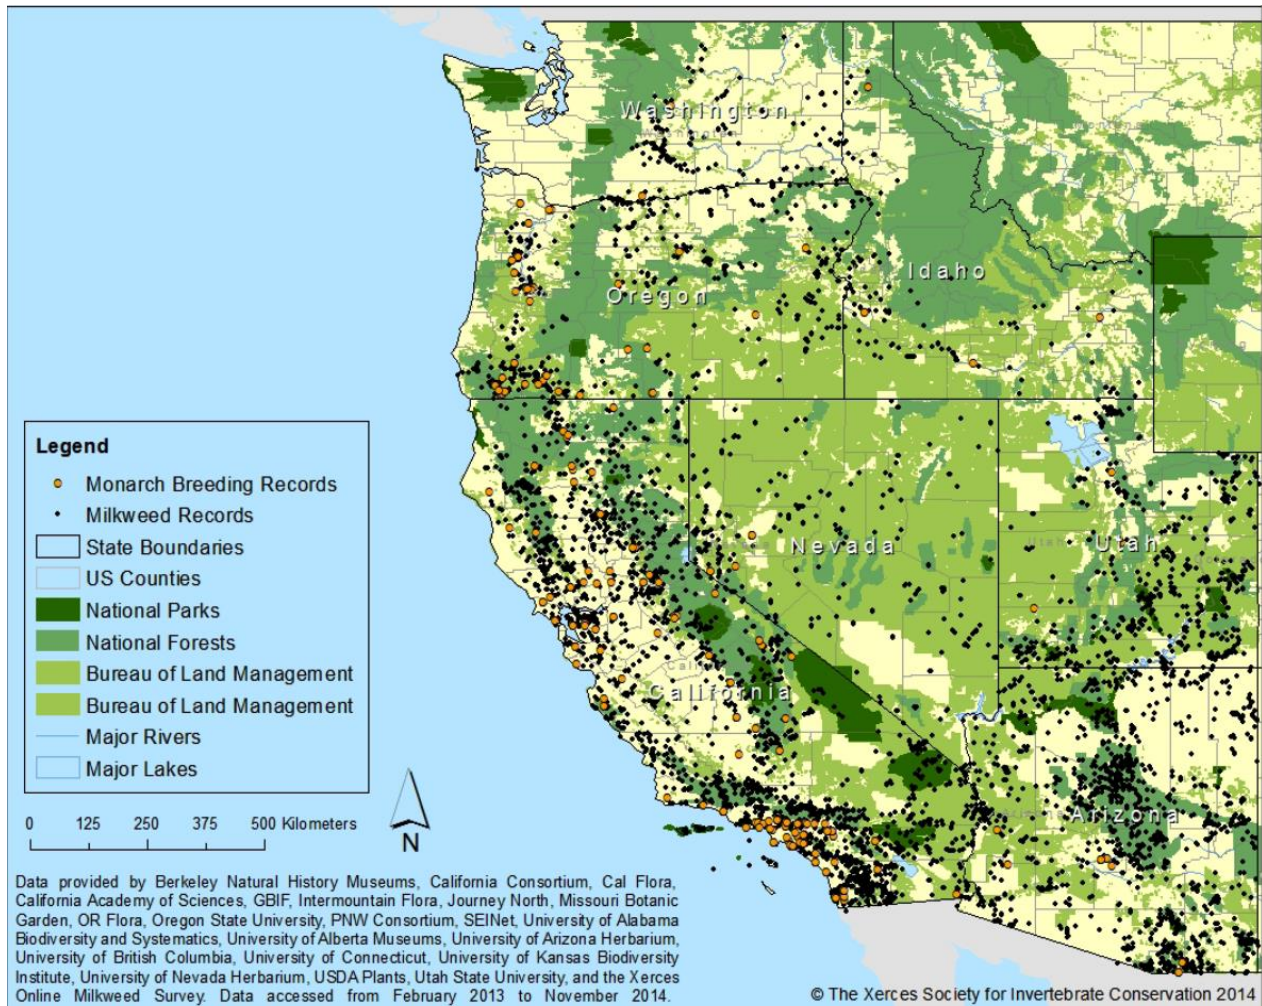 Washington
Washington
Montana
Idaho
Oregon
Nevada
Utah
Utah
California
Arizona
Legend
Monarch Breeding Records
Milkweed Records
State Boundaries
US Counties
National Parks
National Forests
Bureau of Land Management
Bureau of Land Management
Major Rivers
Major Lakes
0 125 250 375 500 Kilometers
N
Data provided by Berkeley Natural History Museums, California Consortium, Cal Flora,
California Academy of Sciences, GBIF, Intermountain Flora, Journey North, Missouri Botanic
Garden, OR Flora, Oregon State University, PNW Consortium, SEINet, University of Alabama
Biodiversity and Systematics, University of Alberta Museums, University of Arizona Herbarium,
University of British Columbia, University of Connecticut, University of Kansas Biodiversity
Institute, University of Nevada Herbarium, USDA Plants, Utah State University, and the Xerces
Online Milkweed Survey. Data accessed from February 2013 to November 2014.
© The Xerces Society for Invertebrate Conservation 2014